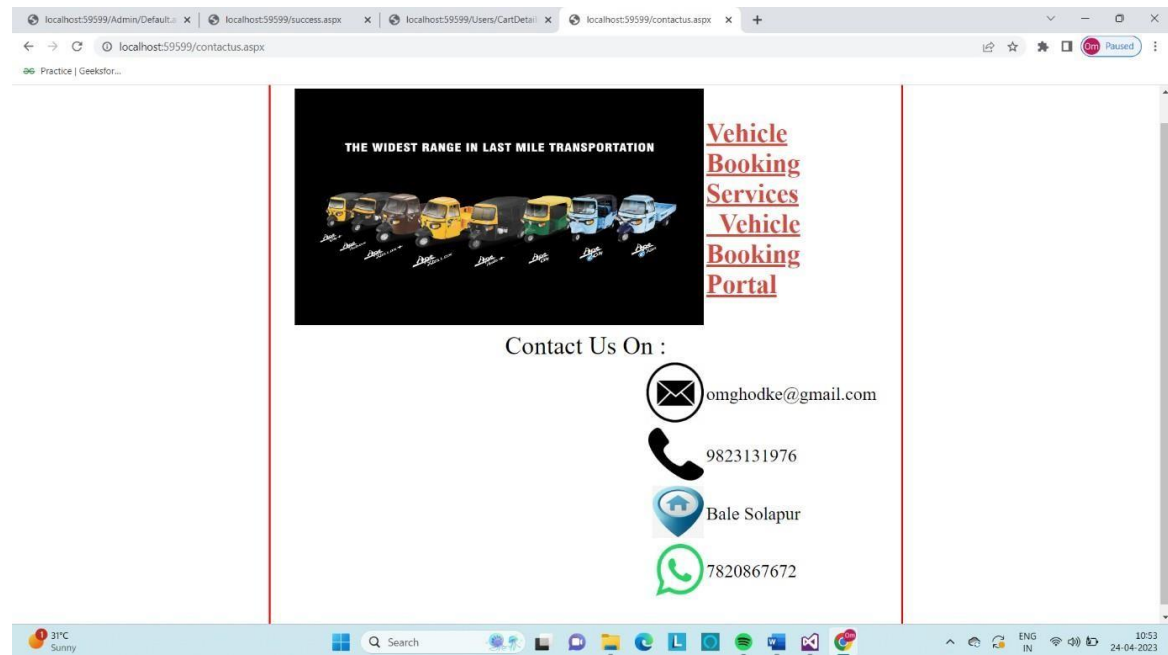 localhost:59599/Admin/Default.a
localhost:59599/success.aspx
localhost:59599/Users/CartDetail
localhost:59599/contactus.aspx
localhost:59599/contactus.aspx
Om Paused
Practice | Geeksfor...
THE WIDEST RANGE IN LAST MILE TRANSPORTATION
Vehicle
Booking
Services
Vehicle
Booking
Portal
Contact Us On :
omghodke@gmail.com
9823131976
Bale Solapur
7820867672
1
31°C
Sunny
Search
ENG
IN
10:53
24-04-2023